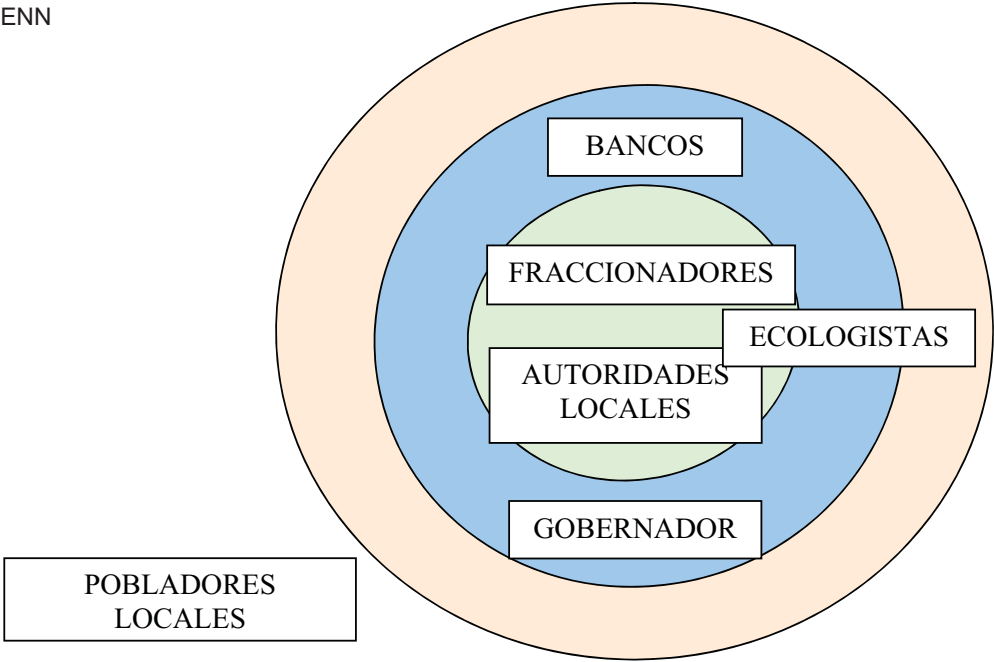 ENN
BANCOS
FRACCIONADORES
ECOLOGISTAS
AUTORIDADES
LOCALES
GOBERNADOR
POBLADORES
LOCALES